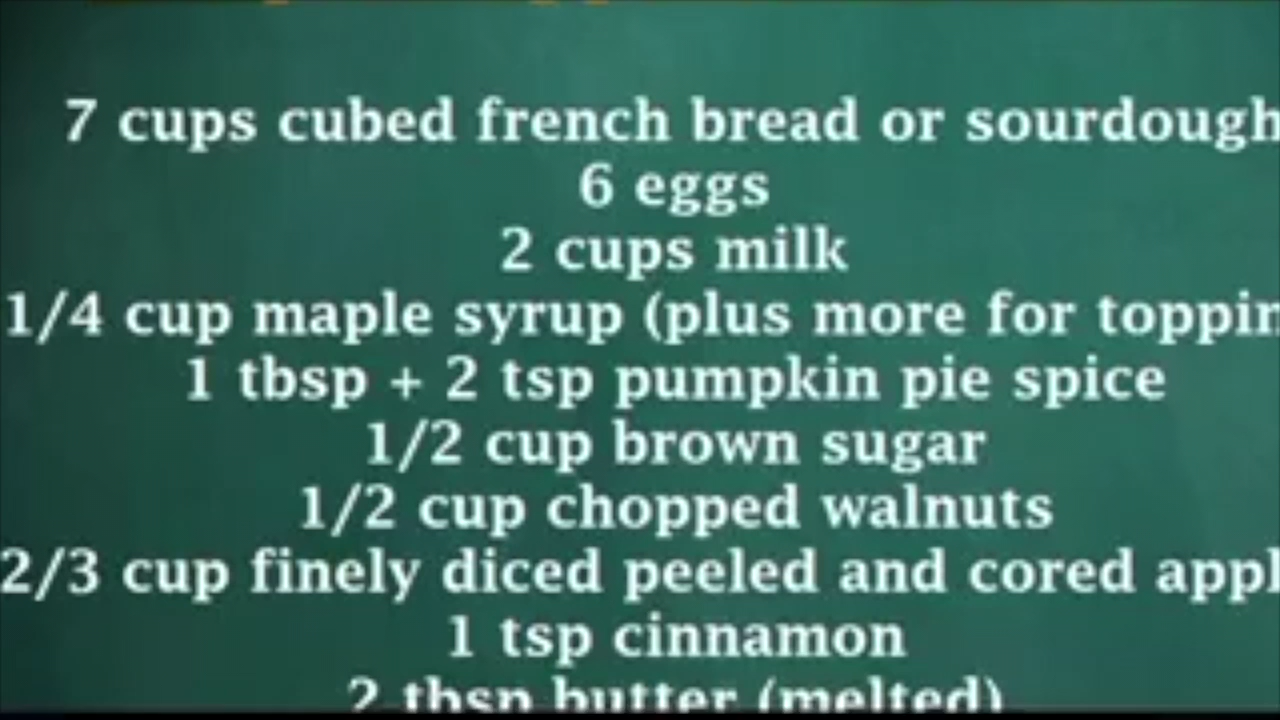 7 cups cubed french bread or sourdough
6 eggs
2 cups milk
1/4 cup maple syrup (plus more for toppin
1 tbsp + 2 tsp pumpkin pie spice
1/2 cup brown sugar
1/2 cup chopped walnuts
2/3 cup finely diced peeled and cored appl
1 tsp cinnamon
2 tbsp butter (melted)